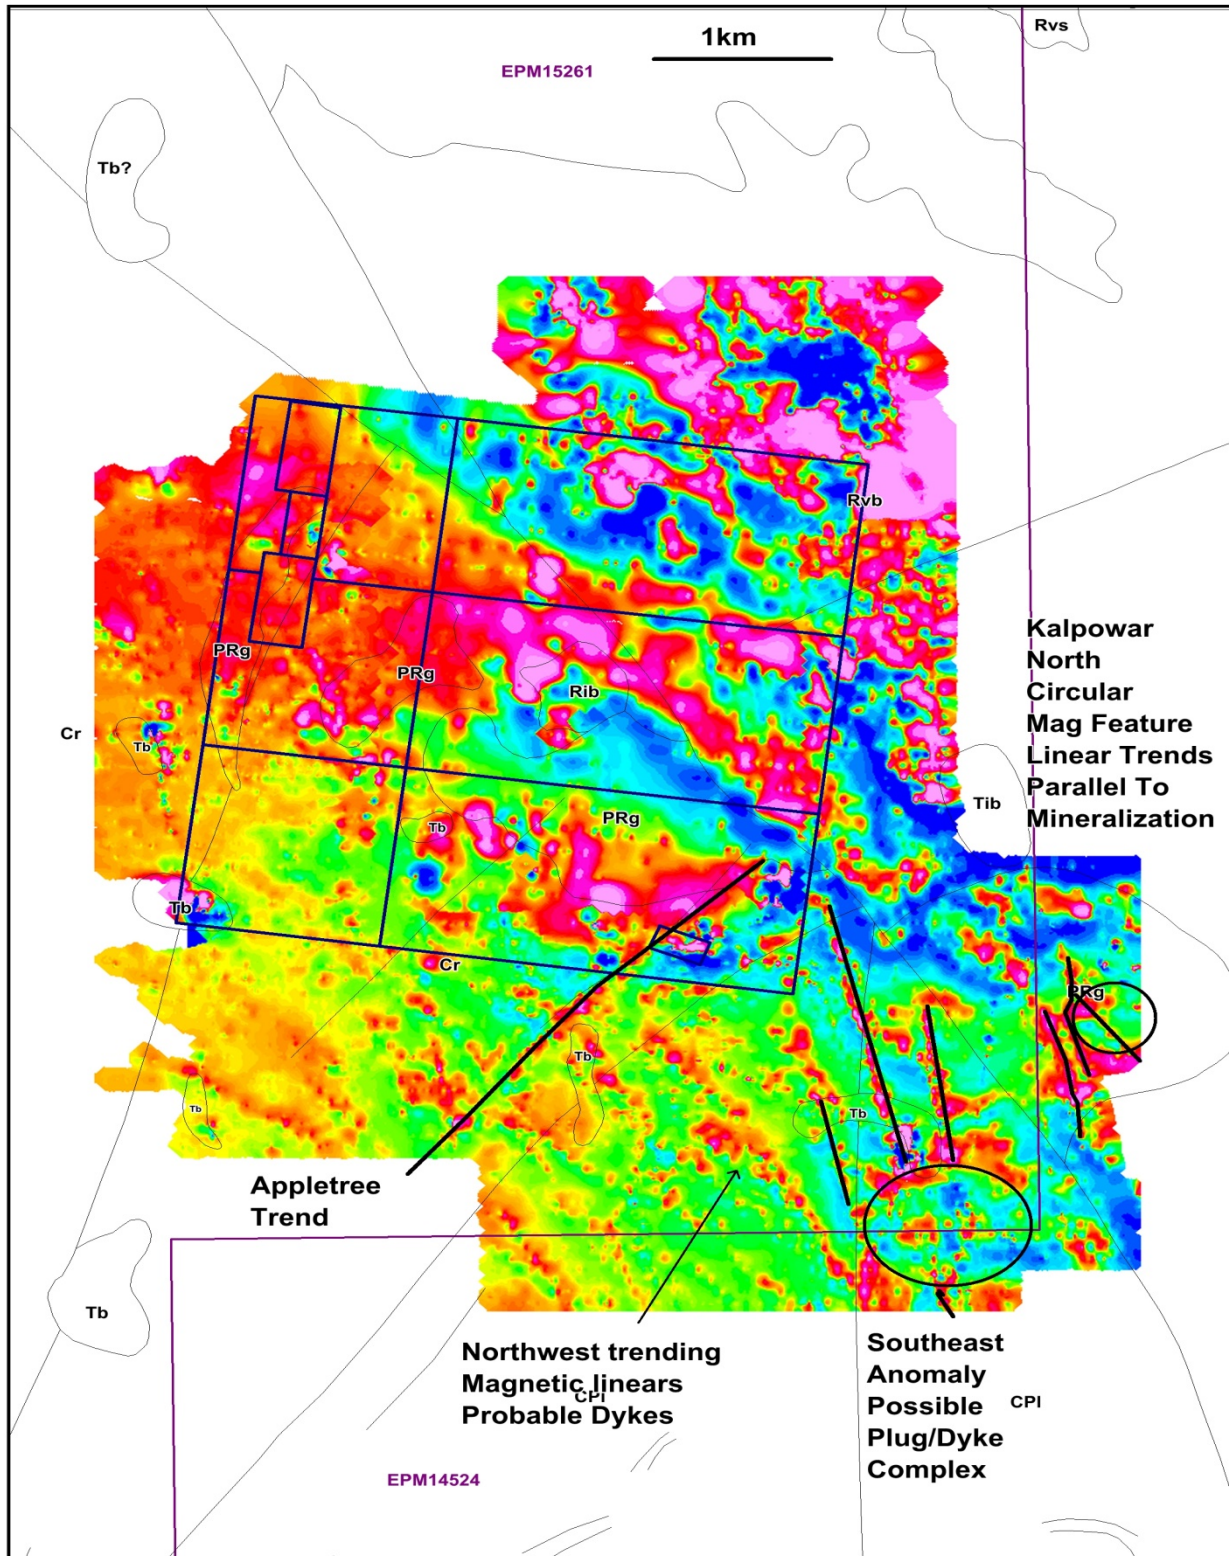 Rvs
1km
EPM15261
Tb?
Rvb
Kalpowar
North
Circular
Mag Feature
Linear Trends
Parallel To
Mineralization
PRg
PRg
Rib
Cr
Tb
Tib
PRg
Tb
Tb
Cr
PRg
Tb
Tb
Tb
Appletree
Trend
Tb
Northwest trending
Magnetic linears
CPI
Probable Dykes
Southeast
Anomaly
Possible
CPI
Plug/Dyke
Complex
EPM14524